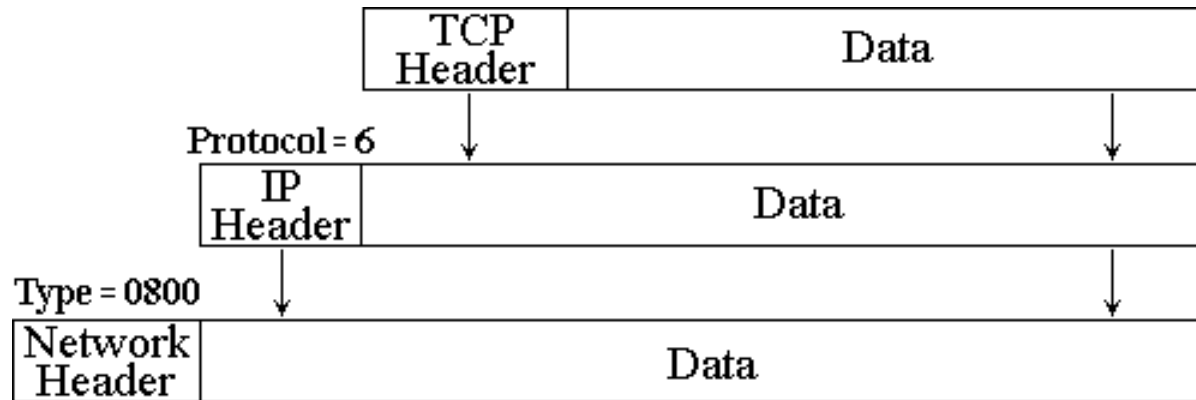 TCP
Header
Data
Protocol = 6
IP
Header
Data
Type = 0800
Network
Header
Data